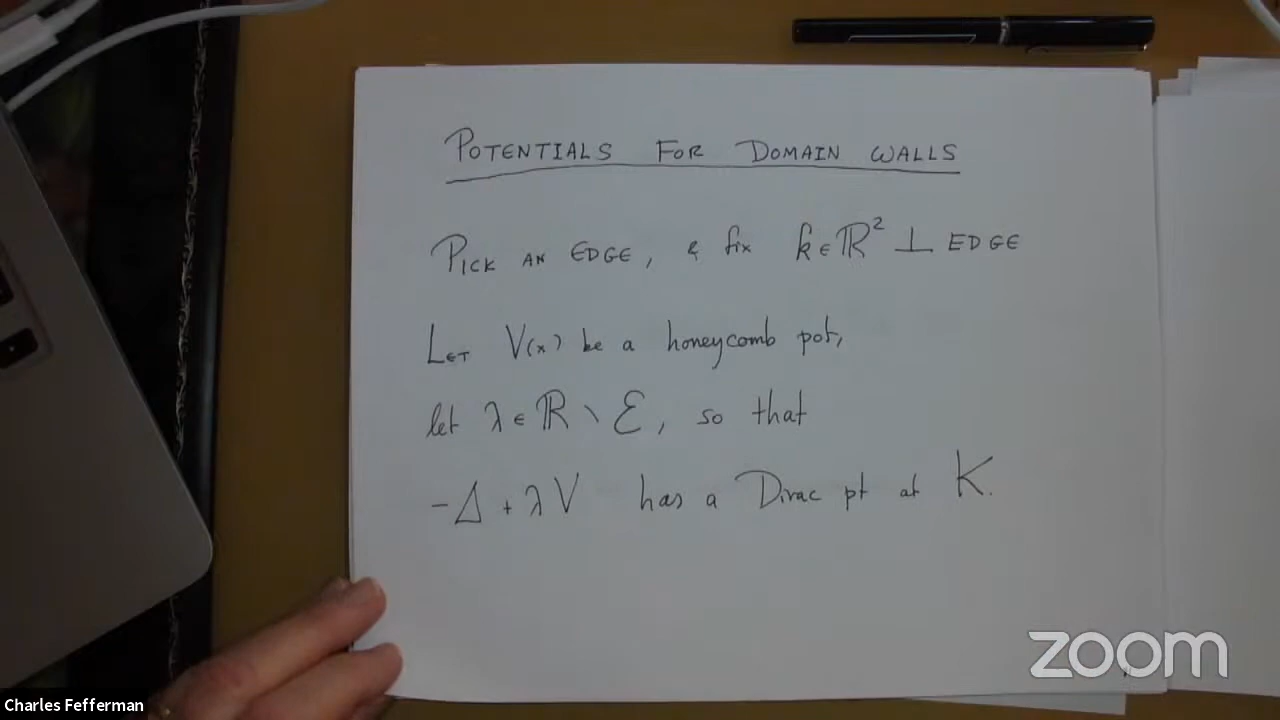 POTENTIALS FOR DOMAIN WALLS
PICK AN EDGE, & fix k ∈ ℝ² ⊥ EDGE
LET V(x) be a honeycomb pot,
let λ ∈ ℝ \ ℰ, so that
-Δ + λV has a Dirac pt at K.
zoom
Charles Fefferman